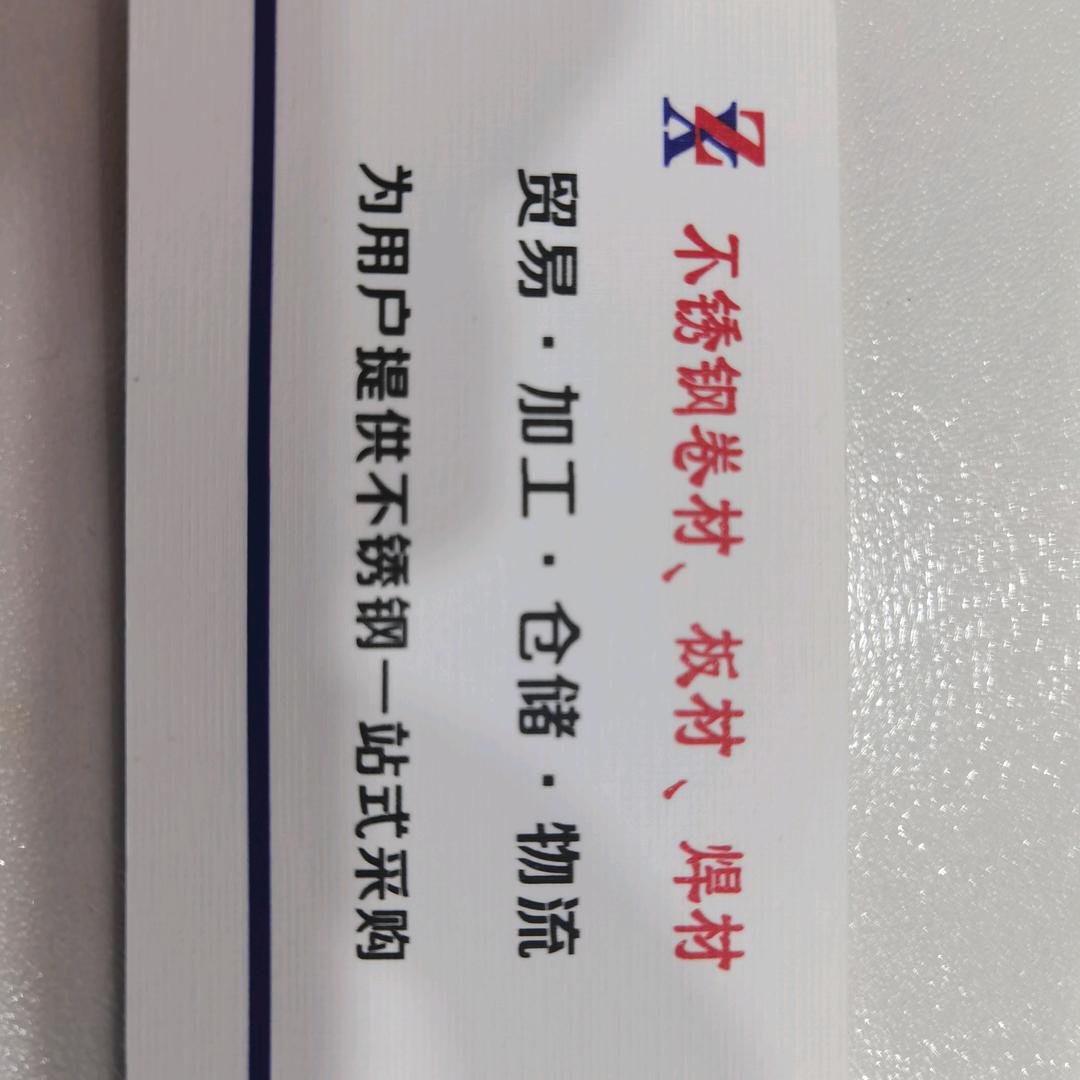 ZX 不锈钢卷材、板材、焊材
贸易·加工·仓储·物流
为用户提供不锈钢一站式采购